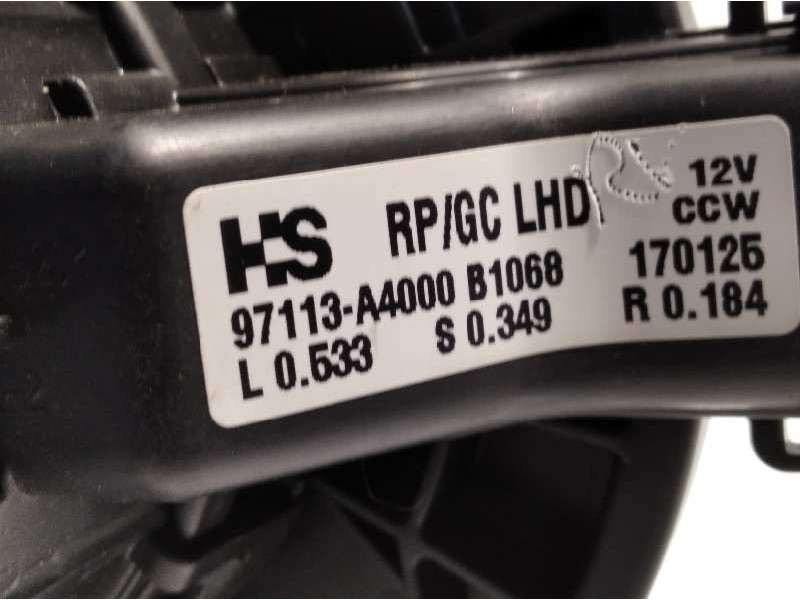 HS RP/GC LHD 12V
CCW
97113-A4000 B1068 170125
L 0.533 S 0.349 R 0.184